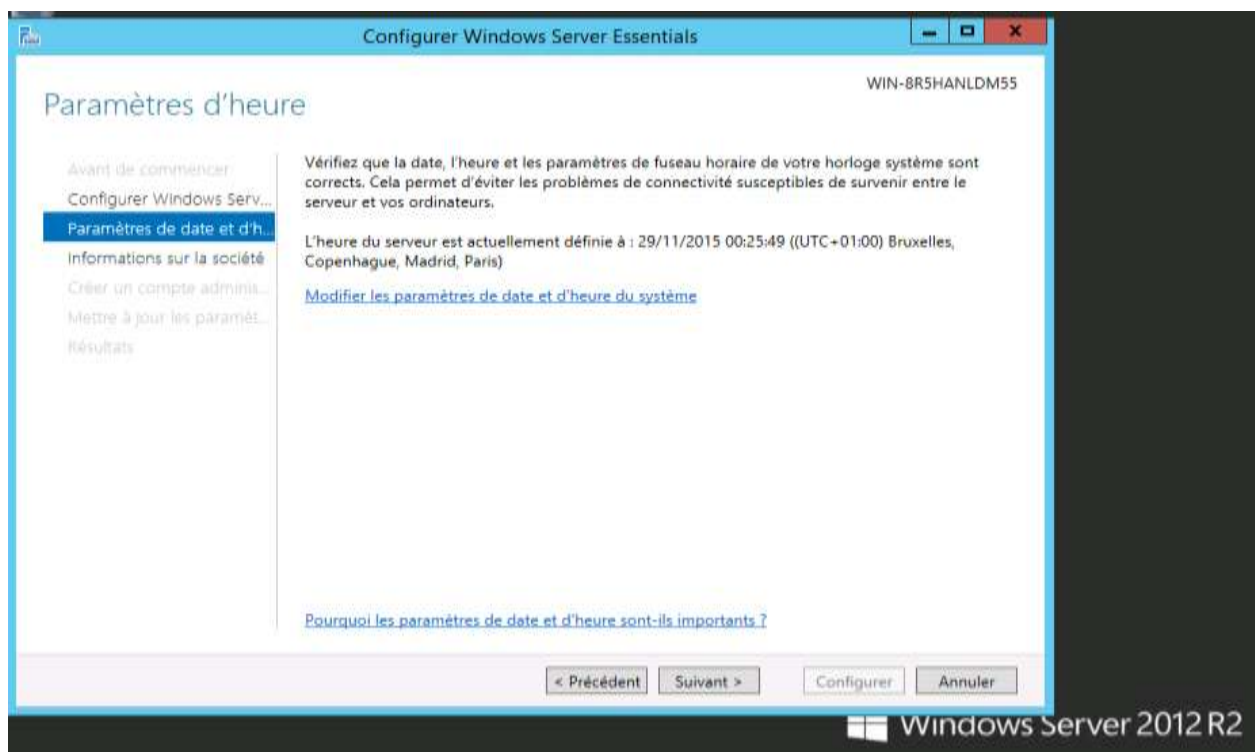 Configurer Windows Server Essentials
WIN-8R5HANLDM55
Paramètres d'heure
Avant de commencer
Configurer Windows Serv...
Paramètres de date et d'h...
Informations sur la société
Créer un compte adminis...
Mettre à jour les paramèt...
Résultats
Vérifiez que la date, l'heure et les paramètres de fuseau horaire de votre horloge système sont
corrects. Cela permet d'éviter les problèmes de connectivité susceptibles de survenir entre le
serveur et vos ordinateurs.
L'heure du serveur est actuellement définie à : 29/11/2015 00:25:49 ((UTC+01:00) Bruxelles,
Copenhague, Madrid, Paris)
Modifier les paramètres de date et d'heure du système
Pourquoi les paramètres de date et d'heure sont-ils importants ?
< Précédent Suivant > Configurer Annuler
Windows Server 2012 R2